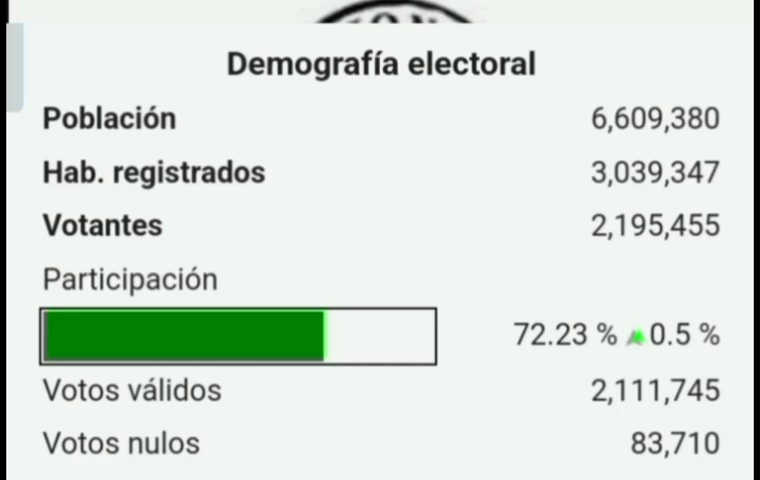 Demografía electoral
Población 6,609,380
Hab. registrados 3,039,347
Votantes 2,195,455
Participación
72.23 % 0.5 %
Votos válidos 2,111,745
Votos nulos 83,710